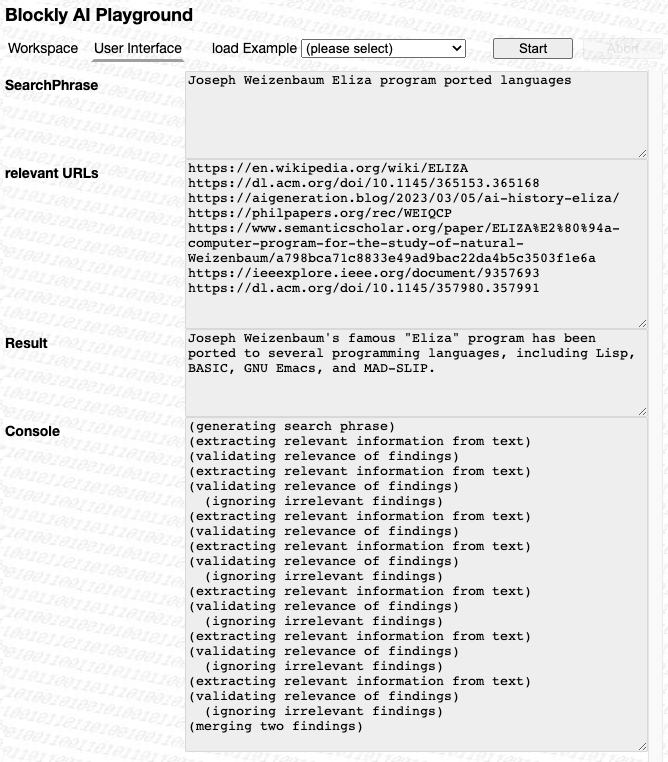 Blockly AI Playground
Workspace User Interface load Example (please select) Start Abort
SearchPhrase
Joseph Weizenbaum Eliza program ported languages
relevant URLs
https://en.wikipedia.org/wiki/ELIZA
https://dl.acm.org/doi/10.1145/365153.365168
https://aigeneration.blog/2023/03/05/ai-history-eliza/
https://philpapers.org/rec/WEIQCP
https://www.semanticscholar.org/paper/ELIZA%E2%80%94a-
computer-program-for-the-study-of-natural-
Weizenbaum/a798bca71c8833e49ad9bac22da4b5c3503f1e6a
https://ieeexplore.ieee.org/document/9357693
https://dl.acm.org/doi/10.1145/357980.357991
Result
Joseph Weizenbaum's famous "Eliza" program has been
ported to several programming languages, including Lisp,
BASIC, GNU Emacs, and MAD-SLIP.
Console
(generating search phrase)
(extracting relevant information from text)
(validating relevance of findings)
(extracting relevant information from text)
(validating relevance of findings)
(ignoring irrelevant findings)
(extracting relevant information from text)
(validating relevance of findings)
(extracting relevant information from text)
(validating relevance of findings)
(ignoring irrelevant findings)
(extracting relevant information from text)
(validating relevance of findings)
(ignoring irrelevant findings)
(extracting relevant information from text)
(validating relevance of findings)
(ignoring irrelevant findings)
(extracting relevant information from text)
(validating relevance of findings)
(ignoring irrelevant findings)
(merging two findings)